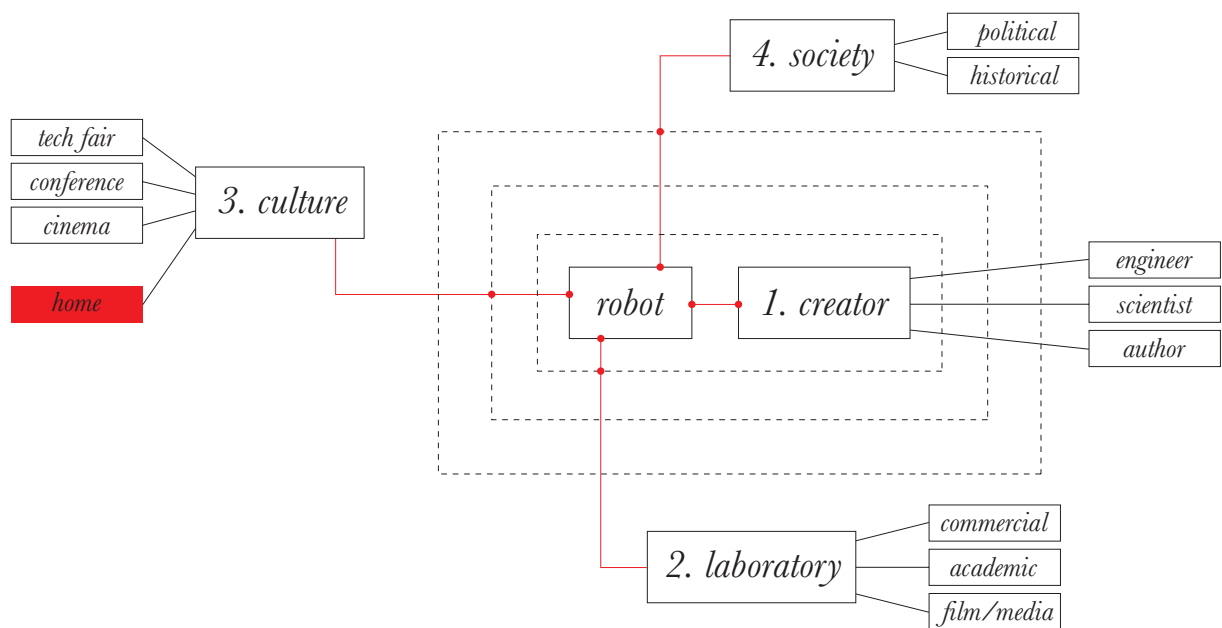 4. society
political
historical
tech fair
conference
cinema
home
3. culture
robot
1. creator
engineer
scientist
author
2. laboratory
commercial
academic
film/media